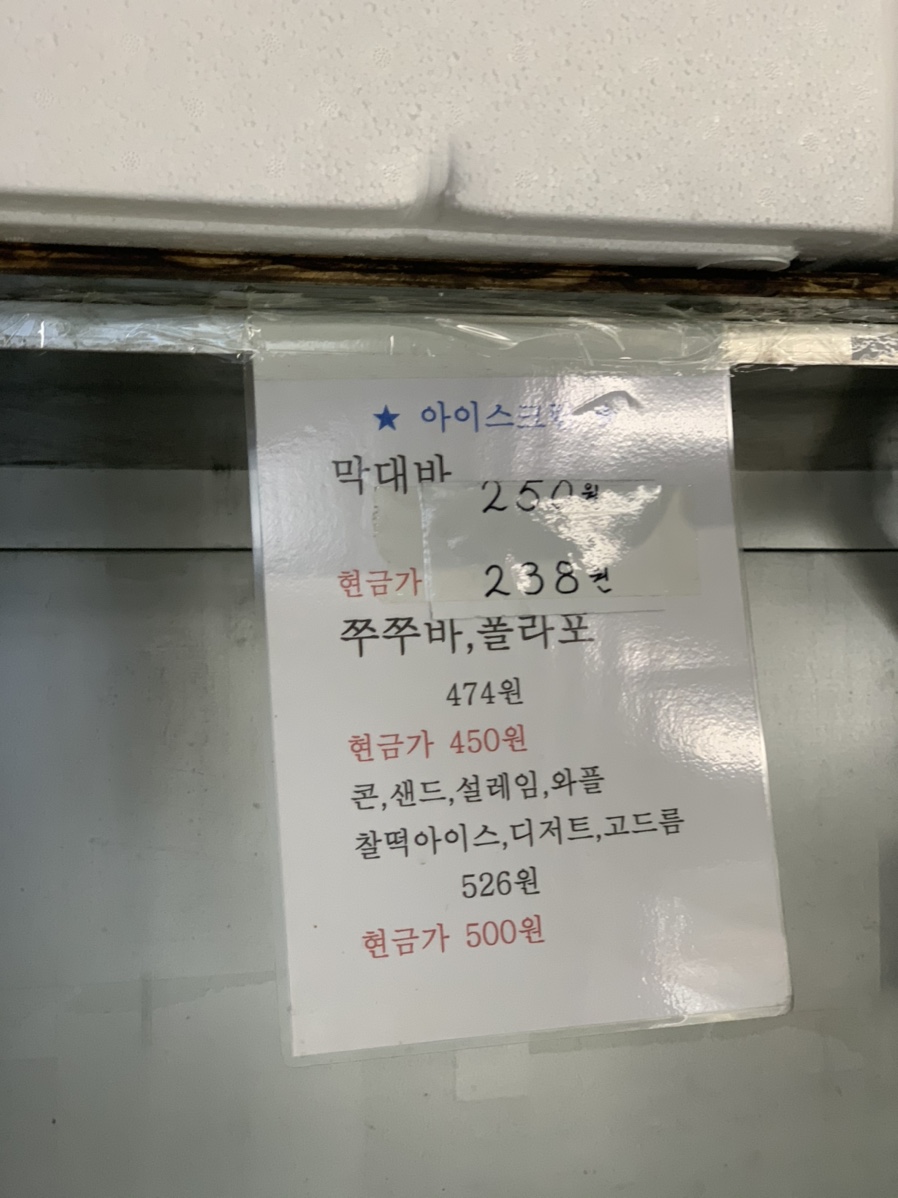 ★ 아이스크림
막대바
250원
현금가 238원
쭈쭈바,폴라포
474원
현금가 450원
콘,샌드,설레임,와플
찰떡아이스,디저트,고드름
526원
현금가 500원